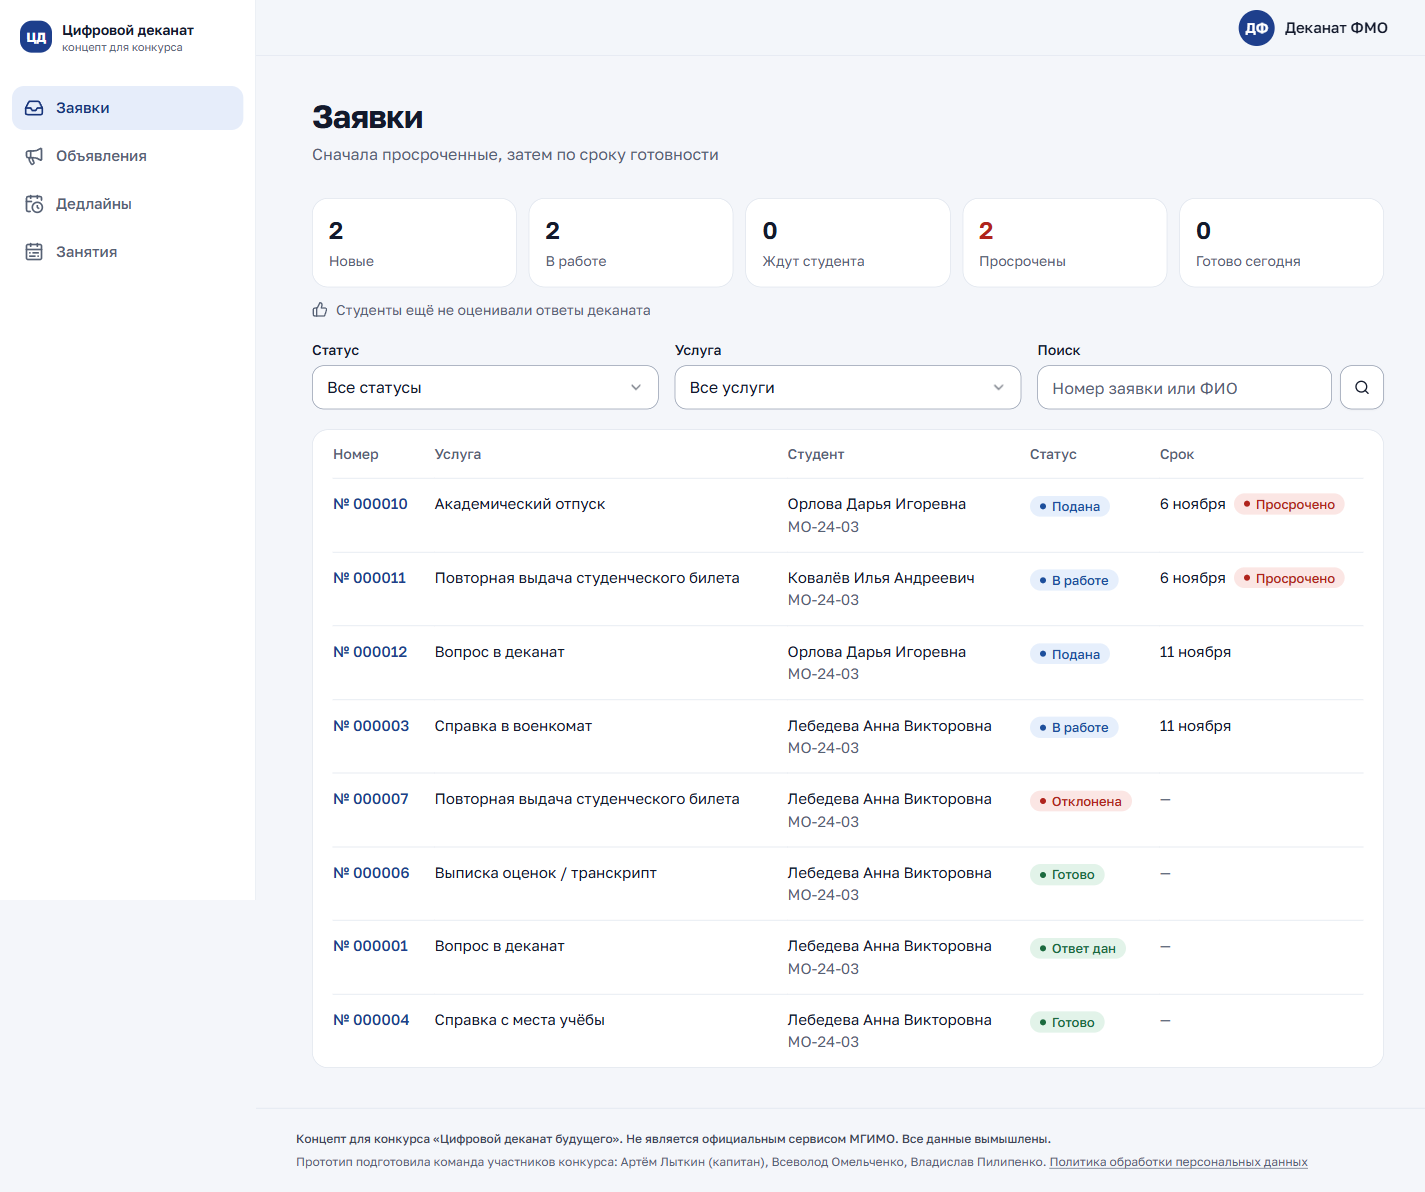 ЦД
Цифровой деканат
концепт для конкурса
ДФ
Деканат ФМО
Заявки
Объявления
Дедлайны
Занятия
Заявки
Сначала просроченные, затем по сроку готовности
2
Новые
2
В работе
0
Ждут студента
2
Просрочены
0
Готово сегодня
Студенты ещё не оценивали ответы деканата
Статус
Все статусы
Услуга
Все услуги
Поиск
Номер заявки или ФИО
Номер Услуга Студент Статус Срок
№ 000010 Академический отпуск Орлова Дарья Игоревна Подана 6 ноября Просрочено
МО-24-03
№ 000011 Повторная выдача студенческого билета Ковалёв Илья Андреевич В работе 6 ноября Просрочено
МО-24-03
№ 000012 Вопрос в деканат Орлова Дарья Игоревна Подана 11 ноября
МО-24-03
№ 000003 Справка в военкомат Лебедева Анна Викторовна В работе 11 ноября
МО-24-03
№ 000007 Повторная выдача студенческого билета Лебедева Анна Викторовна Отклонена —
МО-24-03
№ 000006 Выписка оценок / транскрипт Лебедева Анна Викторовна Готово —
МО-24-03
№ 000001 Вопрос в деканат Лебедева Анна Викторовна Ответ дан —
МО-24-03
№ 000004 Справка с места учёбы Лебедева Анна Викторовна Готово —
МО-24-03
Концепт для конкурса «Цифровой деканат будущего». Не является официальным сервисом МГИМО. Все данные вымышлены.
Прототип подготовила команда участников конкурса: Артём Лыткин (капитан), Всеволод Омельченко, Владислав Пилипенко. Политика обработки персональных данных